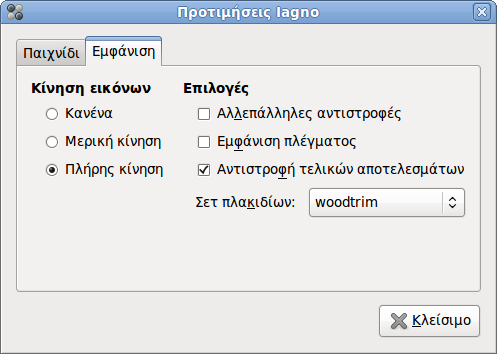 Προτιμήσεις Iagno
Παιχνίδι Εμφάνιση
Κίνηση εικόνων Επιλογές
Κανένα Αλλεπάλληλες αντιστροφές
Μερική κίνηση Εμφάνιση πλέγματος
Πλήρης κίνηση Αντιστροφή τελικών αποτελεσμάτων
Σετ πλακιδίων: woodtrim
Κλείσιμο